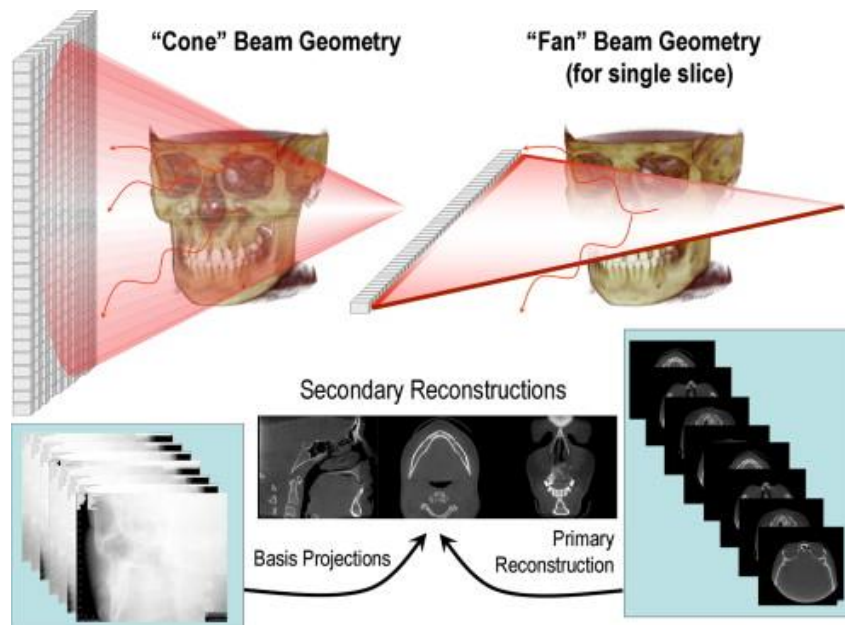 “Cone” Beam Geometry
“Fan” Beam Geometry
(for single slice)
Secondary Reconstructions
Basis Projections
Primary
Reconstruction